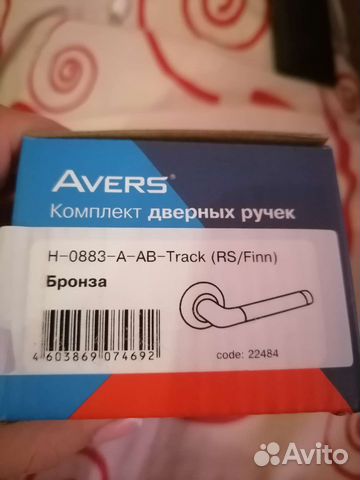 AVERS®
Комплект дверных ручек
H-0883-A-AB-Track (RS/Finn)
Бронза
4 603869 074692
code: 22484
Avito